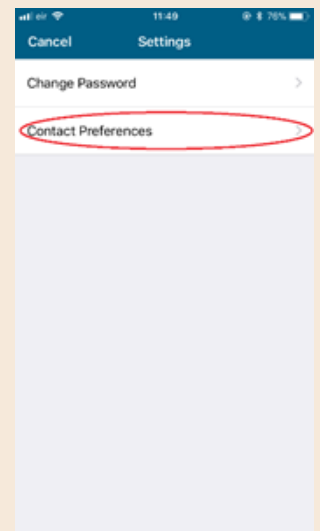 eir 11:49 76%
Cancel Settings
Change Password
Contact Preferences